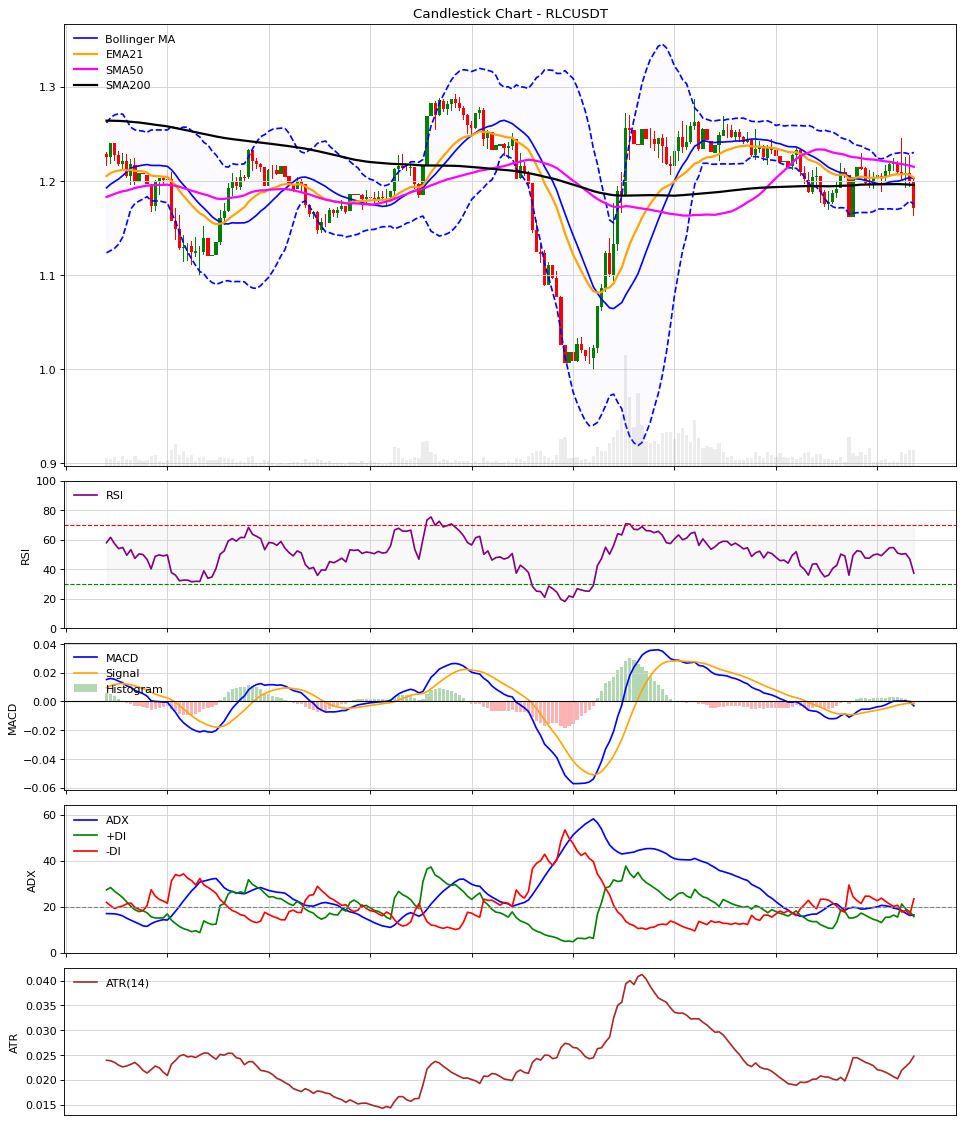 Candlestick Chart - RLCUSDT
Bollinger MA
EMA21
SMA50
SMA200
1.3
1.2
1.1
1.0
0.9
100
80
60
40
20
0
RSI
RSI
0.04
0.02
0.00
−0.02
−0.04
−0.06
MACD
MACD
Signal
Histogram
60
40
20
0
ADX
ADX
+DI
-DI
0.040
0.035
0.030
0.025
0.020
0.015
ATR
ATR(14)